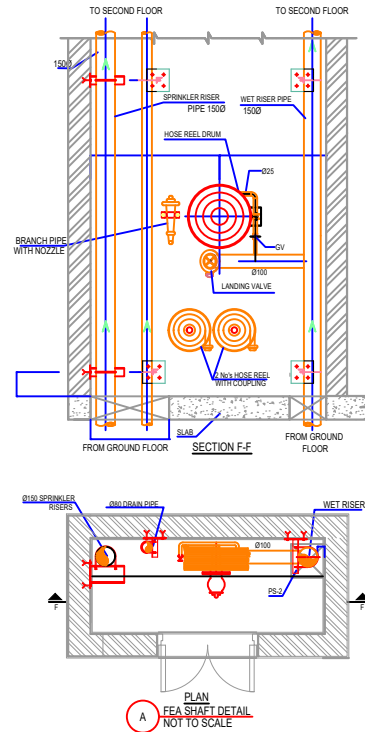 TO SECOND FLOOR
TO SECOND FLOOR
150Ø
SPRINKLER RISER
PIPE 150Ø
WET RISER PIPE
150Ø
HOSE REEL DRUM
Ø25
BRANCH PIPE
WITH NOZZLE
GV
Ø100
LANDING VALVE
2 No's HOSE REEL
WITH COUPLING
SLAB
FROM GROUND FLOOR
SECTION F-F
FROM GROUND
FLOOR
Ø150 SPRINKLER
RISERS
Ø80 DRAIN PIPE
WET RISER
Ø100
PS-2
F
F
PLAN
A
FEA SHAFT DETAIL
NOT TO SCALE